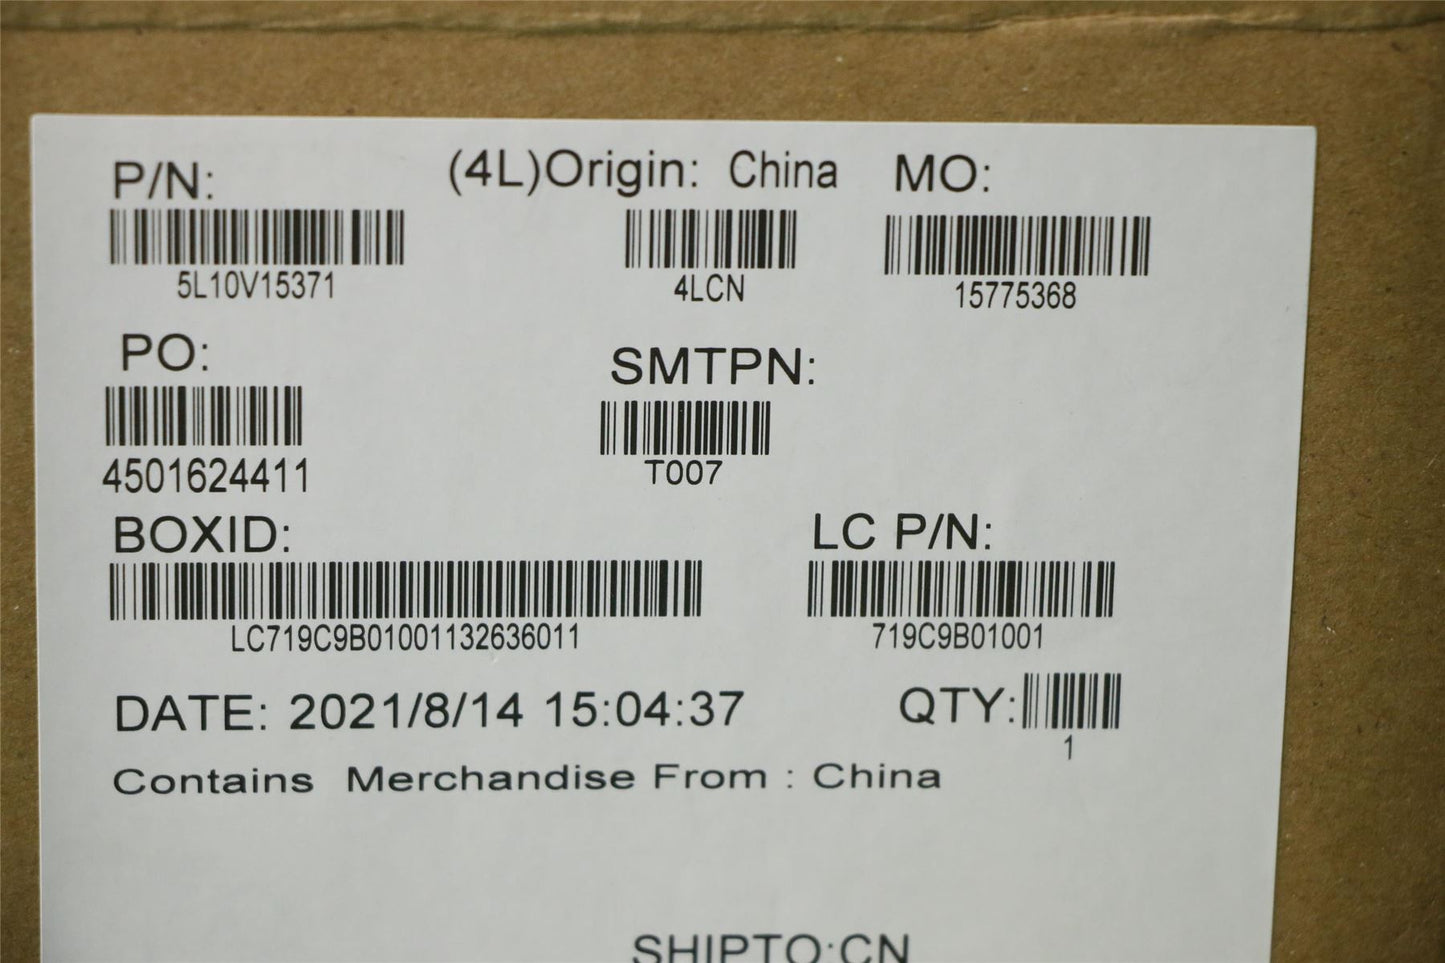 P/N: (4L)Origin: China MO:
5L10V15371 4LCN 15775368
PO: SMTPN:
4501624411 T007
BOXID: LC P/N:
LC719C9B01001132636011 719C9B01001
DATE: 2021/8/14 15:04:37 QTY:
1
Contains Merchandise From : China
SHIPTO:CN